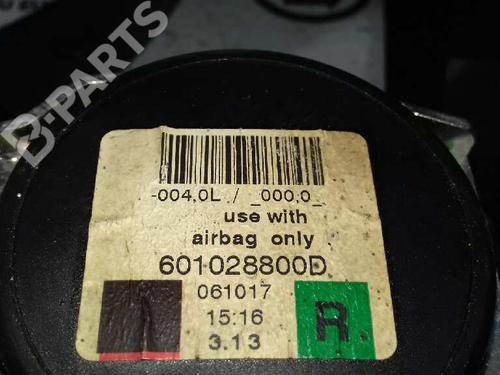 B-PARTS
-004,0L / _000,0_
use with
airbag only
601028800D
061017
15:16
3.13
R